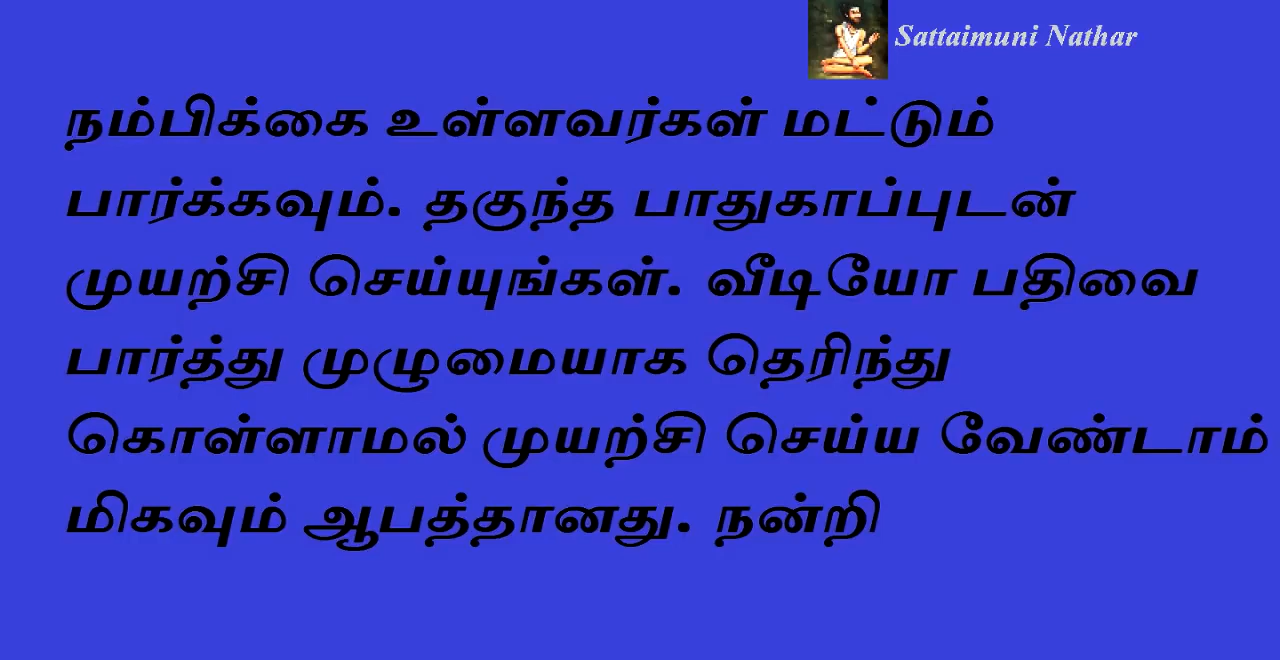 Sattaimuni Nathar
நம்பிக்கை உள்ளவர்கள் மட்டும்
பார்க்கவும். தகுந்த பாதுகாப்புடன்
முயற்சி செய்யுங்கள். வீடியோ பதிவை
பார்த்து முழுமையாக தெரிந்து
கொள்ளாமல் முயற்சி செய்ய வேண்டாம்
மிகவும் ஆபத்தானது. நன்றி